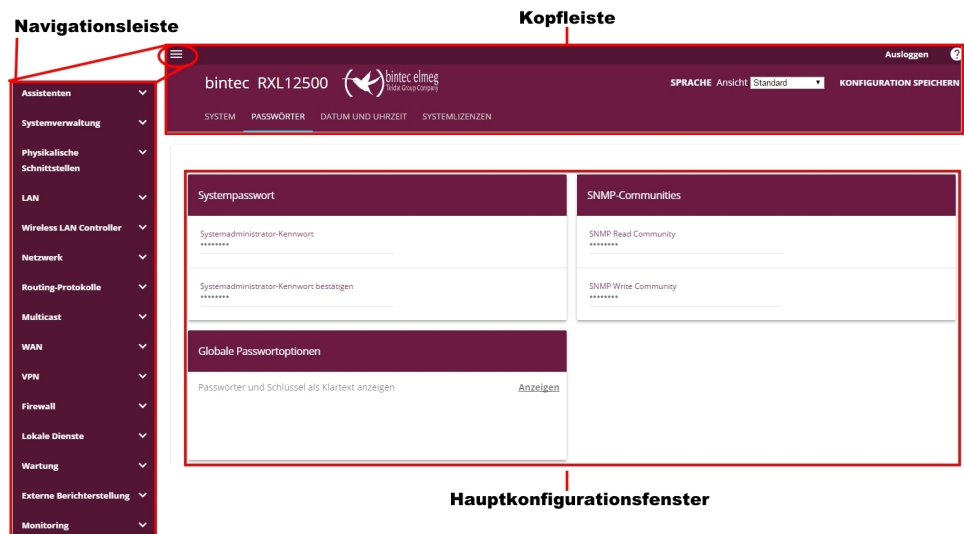 Navigationsleiste
Kopfleiste
Ausloggen ?
bintec RXL12500
bintec elmeg
Teldat Group Company
SPRACHE Ansicht Standard
KONFIGURATION SPEICHERN
SYSTEM PASSWÖRTER DATUM UND UHRZEIT SYSTEMLIZENZEN
Assistenten
Systemverwaltung
Physikalische
Schnittstellen
LAN
Wireless LAN Controller
Netzwerk
Routing-Protokolle
Multicast
WAN
VPN
Firewall
Lokale Dienste
Wartung
Externe Berichterstellung
Monitoring
Systempasswort
Systemadministrator-Kennwort
••••••••
Systemadministrator-Kennwort bestätigen
••••••••
SNMP-Communities
SNMP Read Community
••••••••
SNMP Write Community
••••••••
Globale Passwortoptionen
Passwörter und Schlüssel als Klartext anzeigen Anzeigen
Hauptkonfigurationsfenster